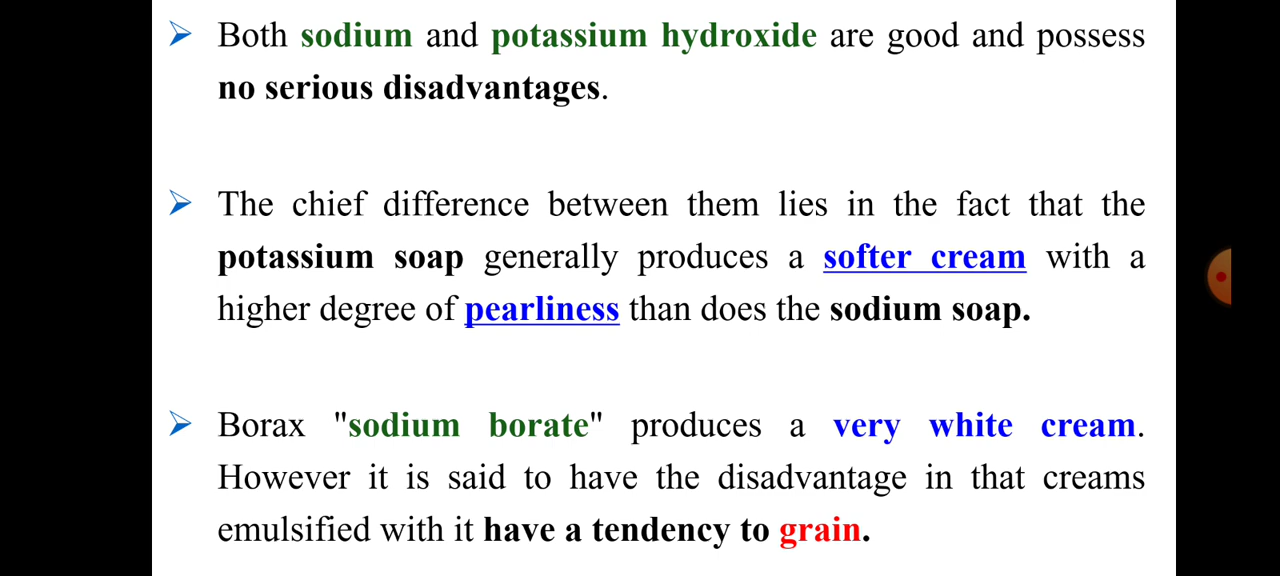 Both sodium and potassium hydroxide are good and possess
no serious disadvantages.
The chief difference between them lies in the fact that the
potassium soap generally produces a softer cream with a
higher degree of pearliness than does the sodium soap.
Borax "sodium borate" produces a very white cream.
However it is said to have the disadvantage in that creams
emulsified with it have a tendency to grain.